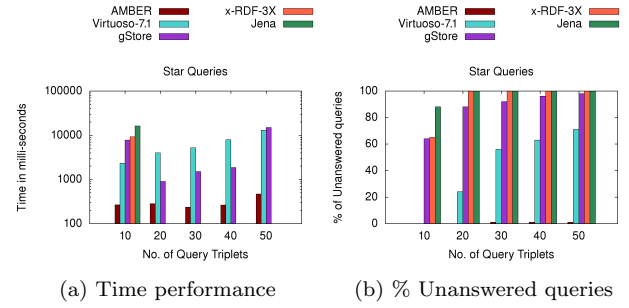 AMBER
Virtuoso-7.1
gStore
x-RDF-3X
Jena
Star Queries
Time in milli-seconds
100000
10000
1000
100
10 20 30 40 50
No. of Query Triplets
(a) Time performance
AMBER
Virtuoso-7.1
gStore
x-RDF-3X
Jena
Star Queries
% of Unanswered queries
100
80
60
40
20
0
10 20 30 40 50
No. of Query Triplets
(b) % Unanswered queries